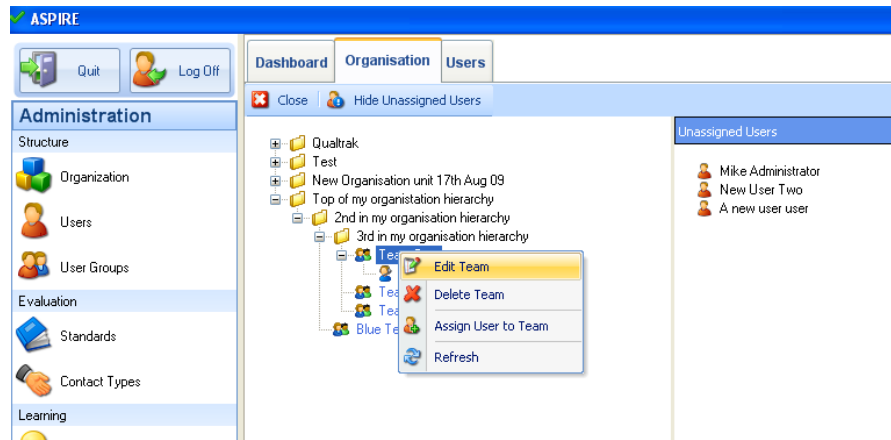 ASPIRE
Quit
Log Off
Administration
Structure
Organization
Users
User Groups
Evaluation
Standards
Contact Types
Learning
Dashboard
Organisation
Users
Close
Hide Unassigned Users
Qualtrak
Test
New Organisation unit 17th Aug 09
Top of my organistation hierarchy
2nd in my organisation hierarchy
3rd in my organisation hierarchy
Blue
Edit Team
Delete Team
Assign User to Team
Refresh
Unassigned Users
Mike Administrator
New User Two
A new user user